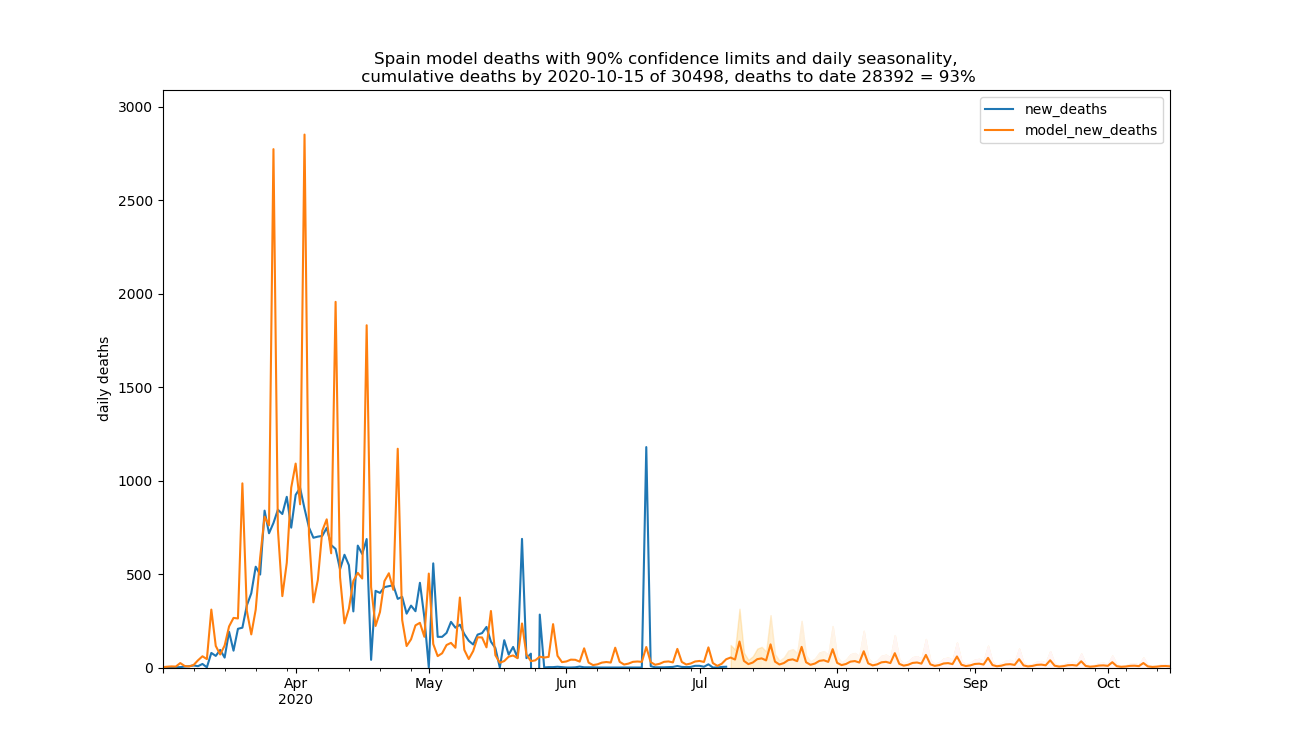 Spain model deaths with 90% confidence limits and daily seasonality,
cumulative deaths by 2020-10-15 of 30498, deaths to date 28392 = 93%
new_deaths
model_new_deaths
daily deaths
3000
2500
2000
1500
1000
500
0
Apr May Jun Jul Aug Sep Oct
2020